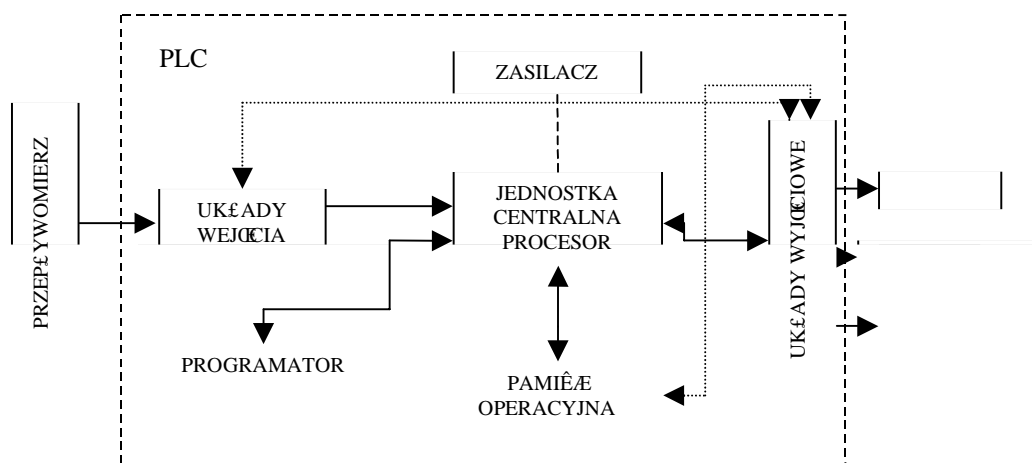 PLC
ZASILACZ
PRZEP£YWOMIERZ
UK£ADY
WEJŒCIA
JEDNOSTKA
CENTRALNA
PROCESOR
UK£ADY WYJŒCIOWE
PROGRAMATOR
PAMIÊÆ
OPERACYJNA